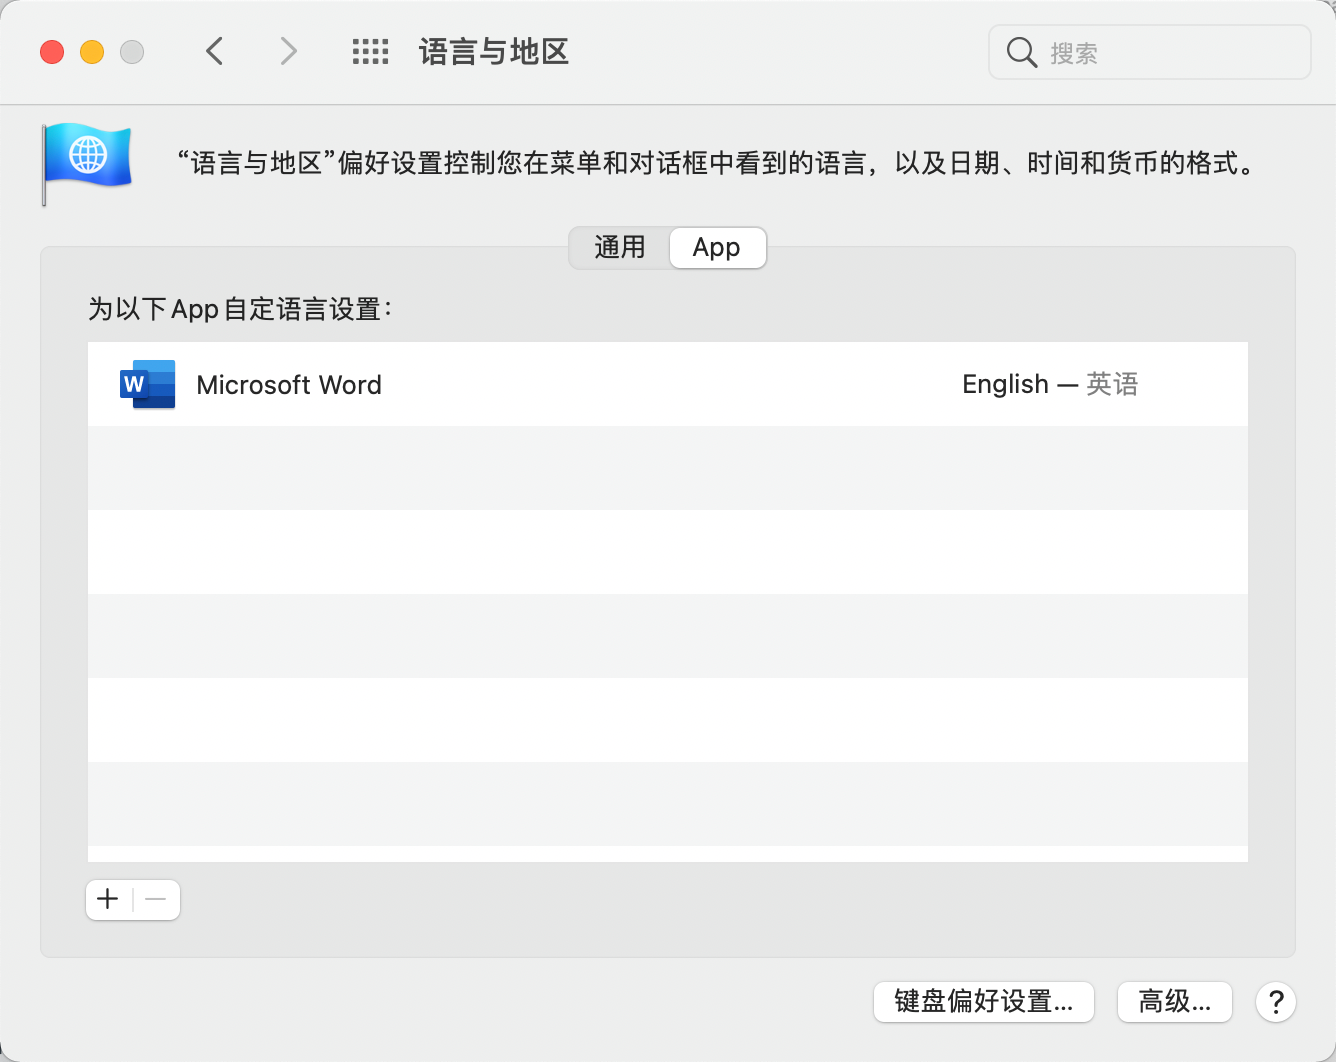 语言与地区
搜索
“语言与地区”偏好设置控制您在菜单和对话框中看到的语言，以及日期、时间和货币的格式。
通用 App
为以下App自定语言设置：
W Microsoft Word English — 英语
键盘偏好设置... 高级... ?